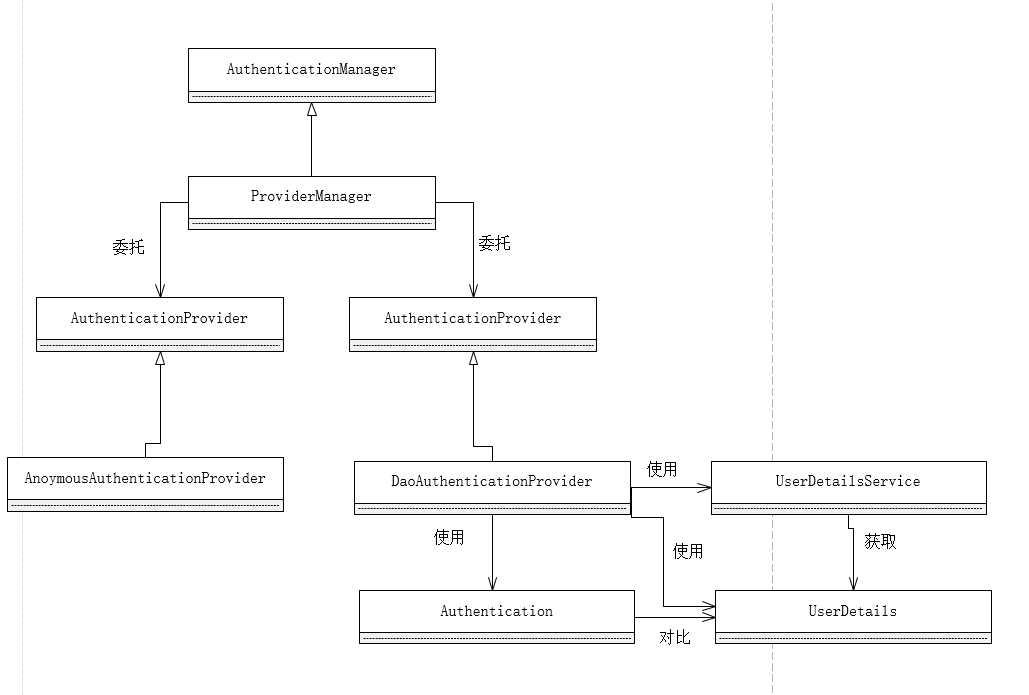 AuthenticationManager
ProviderManager
委托
委托
AuthenticationProvider
AuthenticationProvider
AnoymousAuthenticationProvider
DaoAuthenticationProvider
使用
UserDetailsService
使用
使用
获取
Authentication
对比
UserDetails